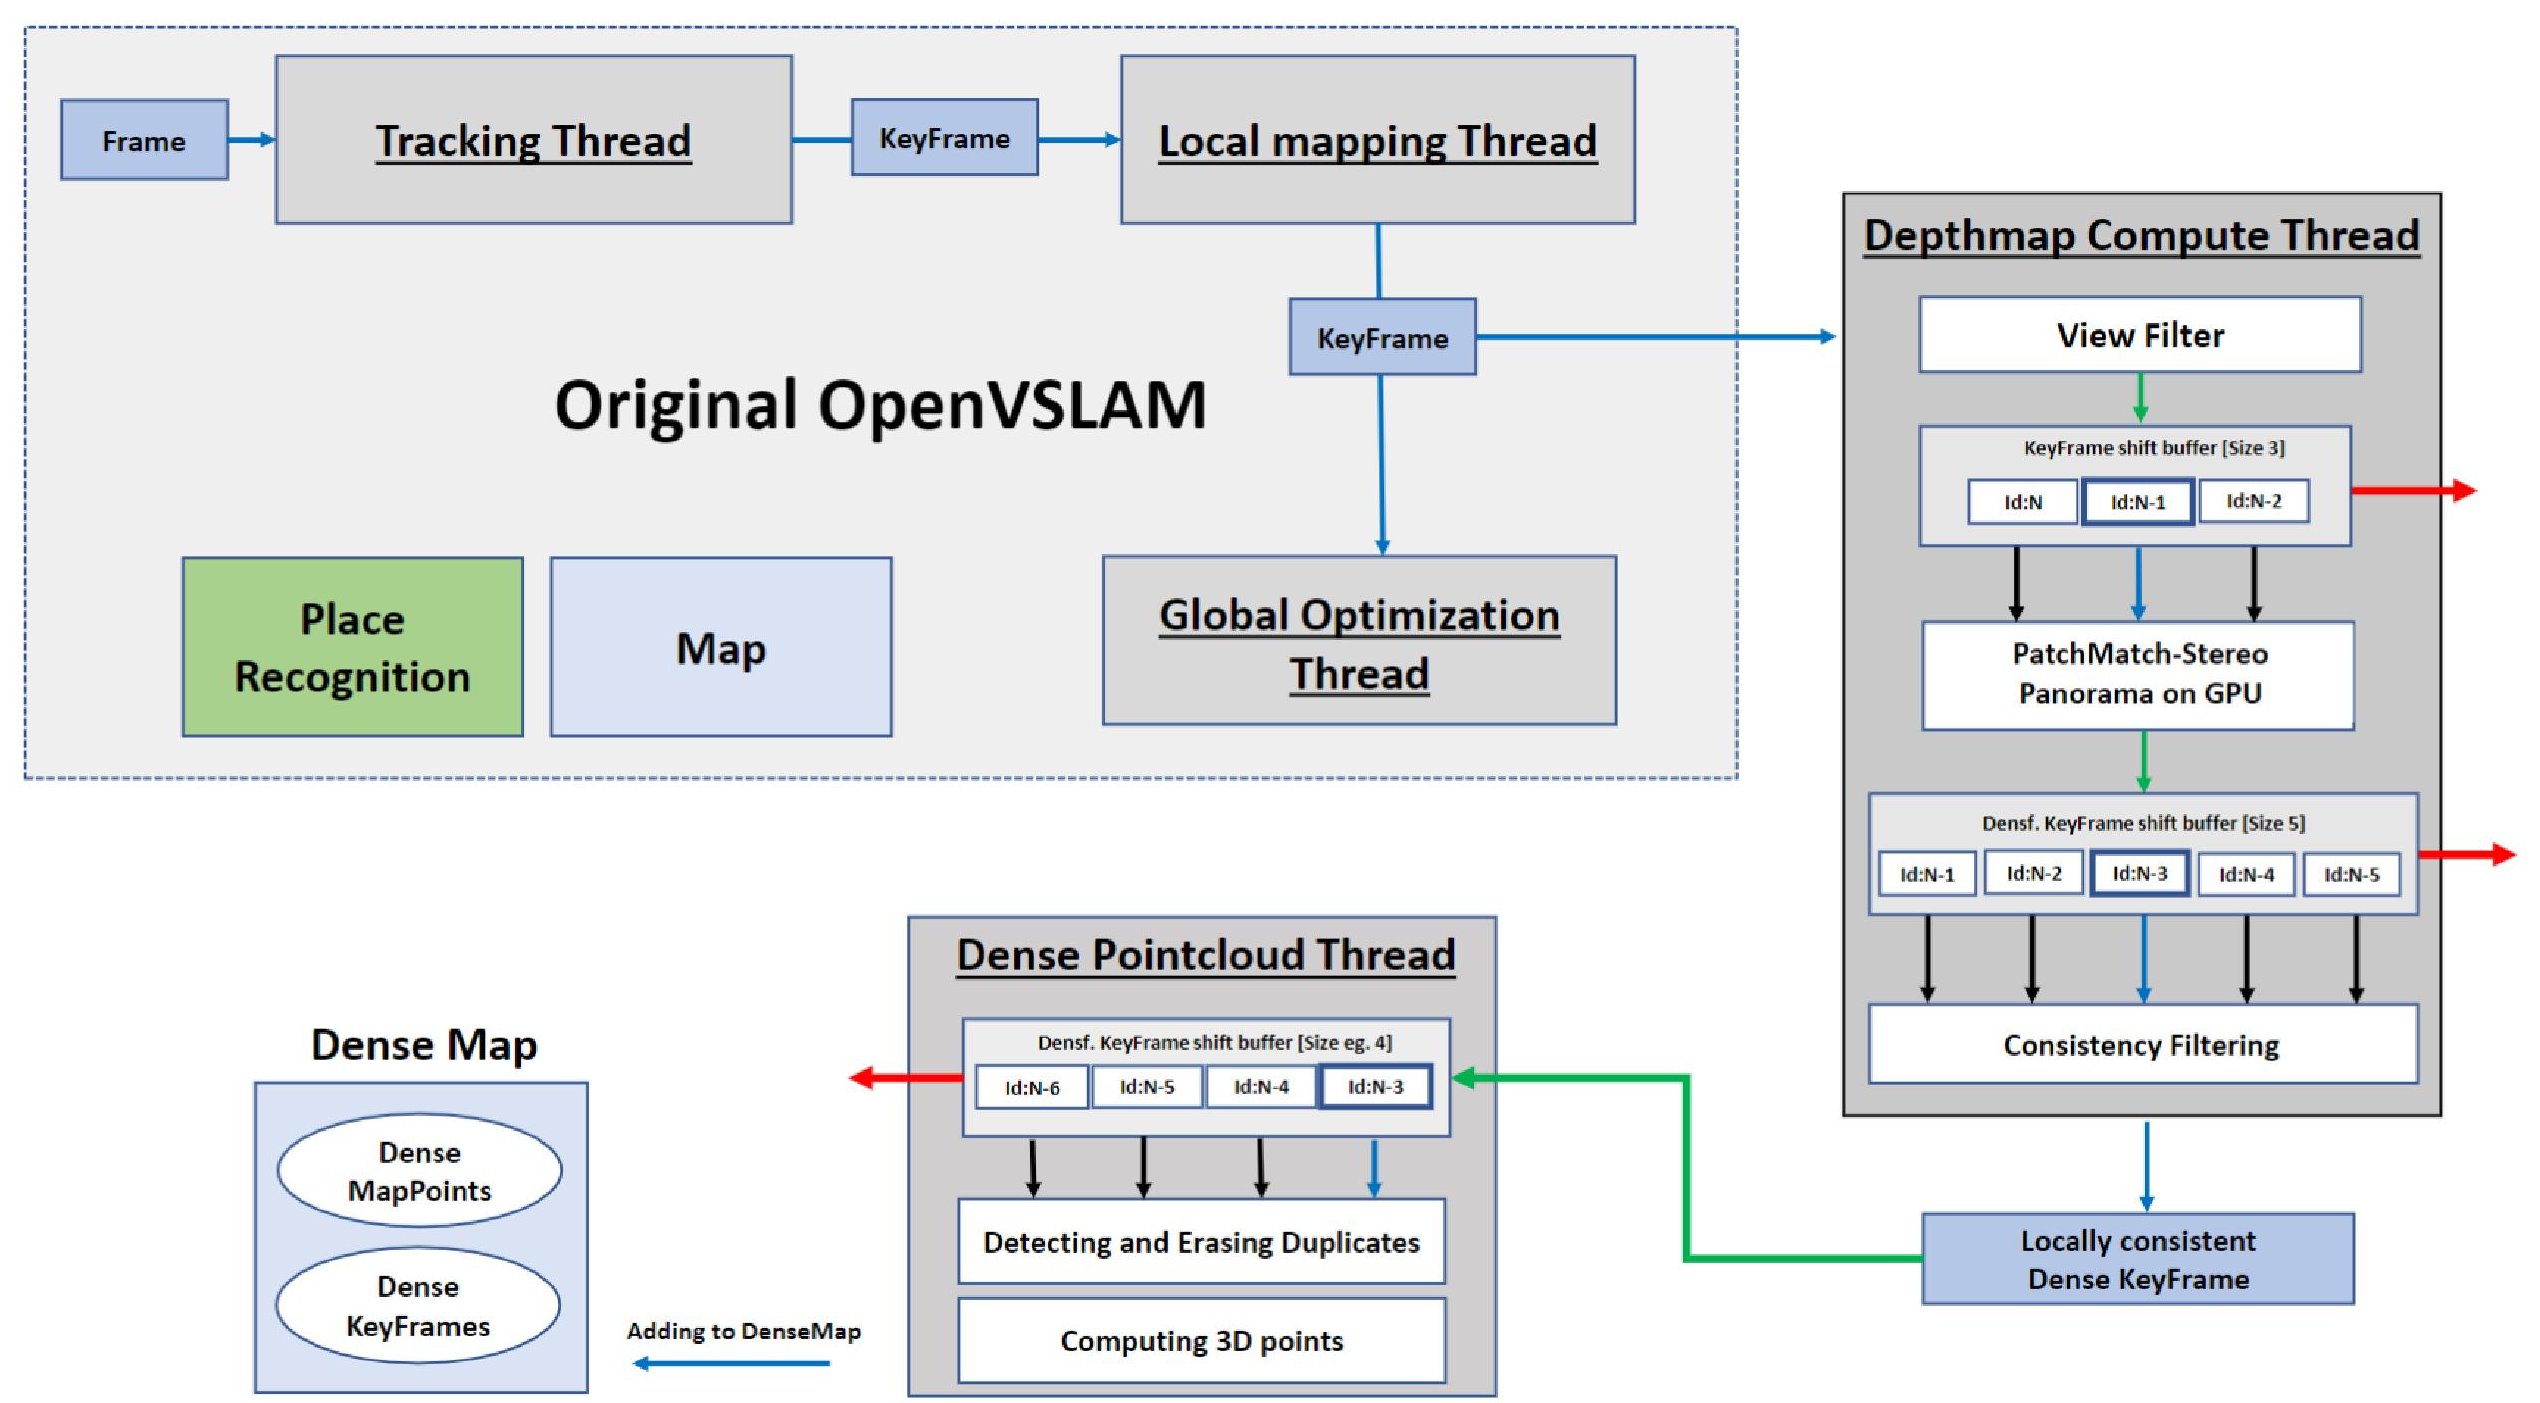 Frame
Tracking Thread
KeyFrame
Local mapping Thread
KeyFrame
Original OpenVSLAM
Place
Recognition
Map
Global Optimization
Thread
Depthmap Compute Thread
View Filter
KeyFrame shift buffer [Size 3]
Id:N
Id:N-1
Id:N-2
PatchMatch-Stereo
Panorama on GPU
Densf. KeyFrame shift buffer [Size 5]
Id:N-1
Id:N-2
Id:N-3
Id:N-4
Id:N-5
Consistency Filtering
Locally consistent
Dense KeyFrame
Dense Pointcloud Thread
Densf. KeyFrame shift buffer [Size eg. 4]
Id:N-6
Id:N-5
Id:N-4
Id:N-3
Detecting and Erasing Duplicates
Computing 3D points
Adding to DenseMap
Dense Map
Dense
MapPoints
Dense
KeyFrames